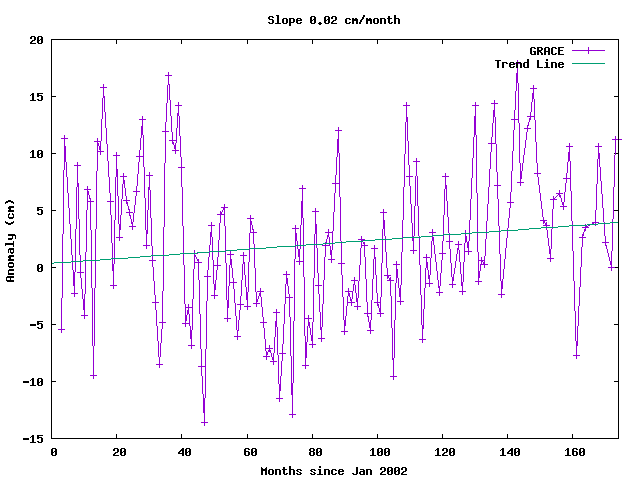 Slope 0.02 cm/month
GRACE
Trend Line
20
15
10
5
0
-5
-10
-15
Anomaly (cm)
0 20 40 60 80 100 120 140 160
Months since Jan 2002